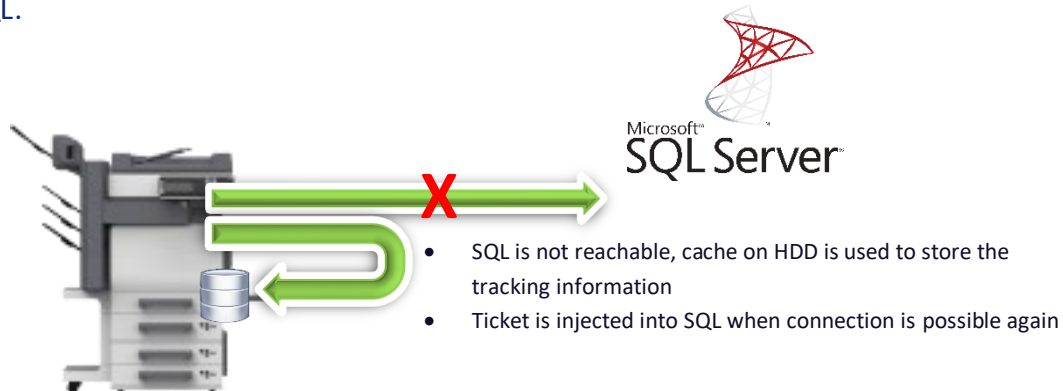 L.
Microsoft™
SQL Server
X
• SQL is not reachable, cache on HDD is used to store the
tracking information
• Ticket is injected into SQL when connection is possible again